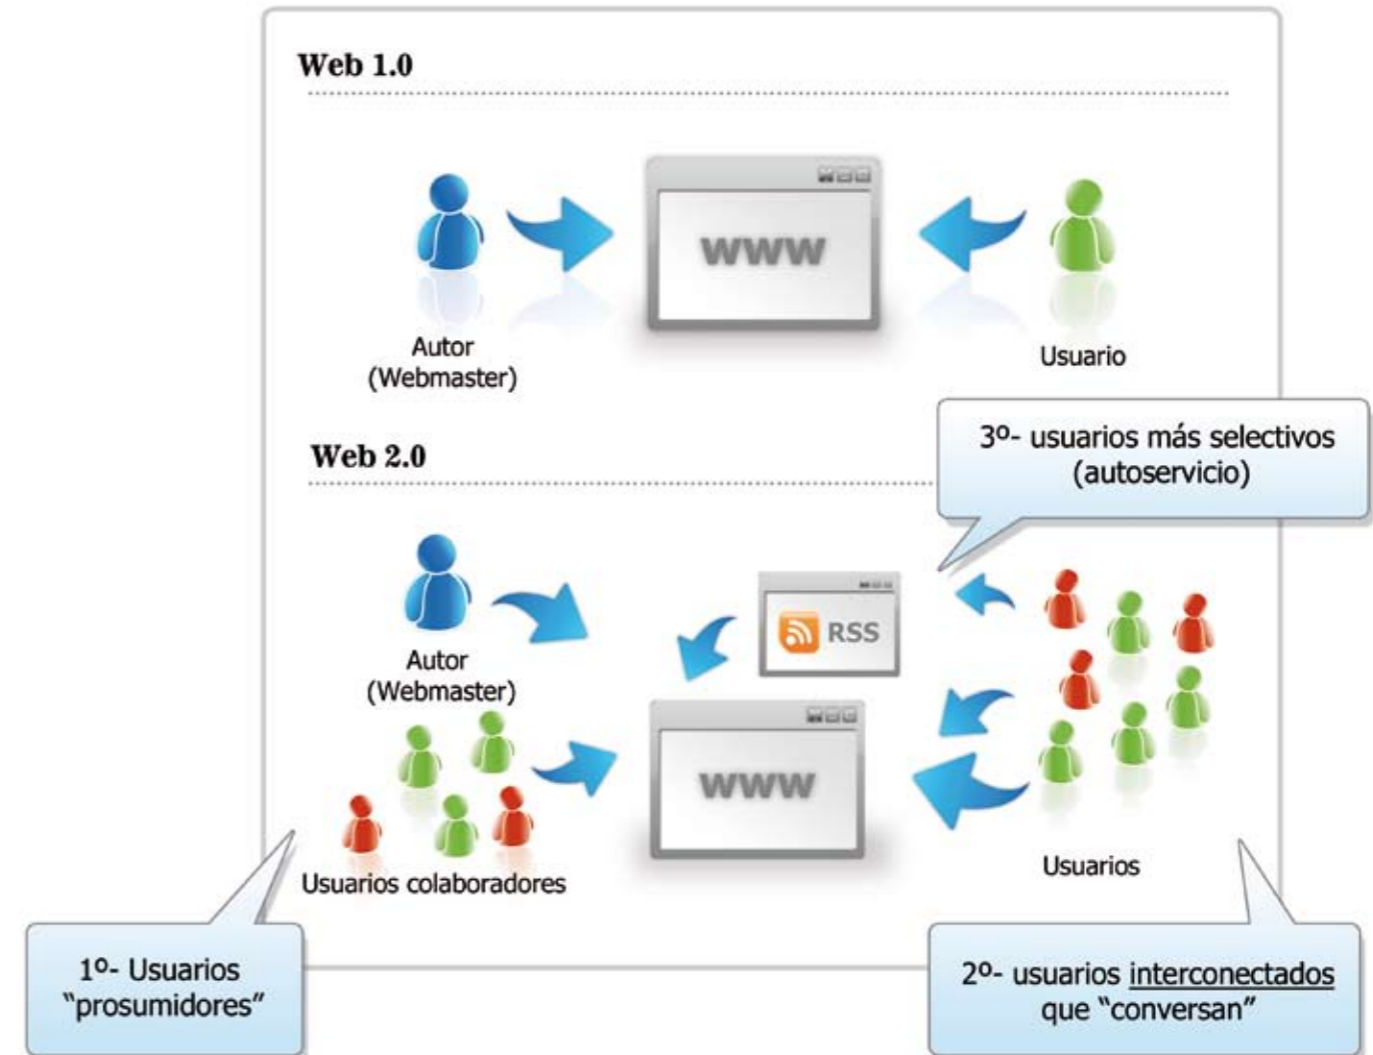 Web 1.0
www
Autor
(Webmaster)
Usuario
Web 2.0
3º- usuarios más selectivos
(autoservicio)
RSS
Autor
(Webmaster)
www
Usuarios colaboradores
Usuarios
1º- Usuarios
“prosumidores”
2º- usuarios interconectados
que “conversan”